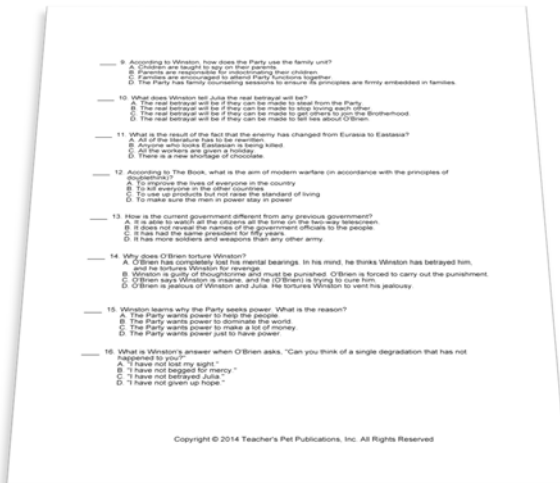 ____ 9. According to Winston, how does the Party use the family unit?
A. Children are taught to spy on their parents.
B. Parents are responsible for indoctrinating their children.
C. Families are encouraged to attend Party functions together.
D. The Party has family counseling sessions to ensure its principles are firmly embedded in families.
____ 10. What does Winston tell Julia the real betrayal will be?
A. The real betrayal will be if they can be made to steal from the Party.
B. The real betrayal will be if they can be made to stop loving each other.
C. The real betrayal will be if they can be made to get others to join the Brotherhood.
D. The real betrayal will be if they can be made to tell lies about O'Brien.
____ 11. What is the result of the fact that the enemy has changed from Eurasia to Eastasia?
A. All of the literature has to be rewritten.
B. Anyone who looks Eastasian is being killed.
C. All the workers are given a holiday.
D. There is a new shortage of chocolate.
____ 12. According to The Book, what is the aim of modern warfare (in accordance with the principles of
doublethink)?
A. To improve the lives of everyone in the country
B. To kill everyone in the other countries
C. To use up products but not raise the standard of living
D. To make sure the men in power stay in power
____ 13. How is the current government different from any previous government?
A. It is able to watch all the citizens all the time on the two-way telescreen.
B. It does not reveal the names of the government officials to the people.
C. It has had the same president for fifty years.
D. It has more soldiers and weapons than any other army.
____ 14. Why does O'Brien torture Winston?
A. O'Brien has completely lost his mental bearings. In his mind, he thinks Winston has betrayed him,
and he tortures Winston for revenge.
B. Winston is guilty of thoughtcrime and must be punished. O'Brien is forced to carry out the punishment.
C. O'Brien says Winston is insane, and he (O'Brien) is trying to cure him.
D. O'Brien is jealous of Winston and Julia. He tortures Winston to vent his jealousy.
____ 15. Winston learns why the Party seeks power. What is the reason?
A. The Party wants power to help the people.
B. The Party wants power to dominate the world.
C. The Party wants power to make a lot of money.
D. The Party wants power just to have power.
____ 16. What is Winston's answer when O'Brien asks, "Can you think of a single degradation that has not
happened to you?"
A. "I have not lost my sight."
B. "I have not begged for mercy."
C. "I have not betrayed Julia."
D. "I have not given up hope."
Copyright © 2014 Teacher's Pet Publications, Inc. All Rights Reserved